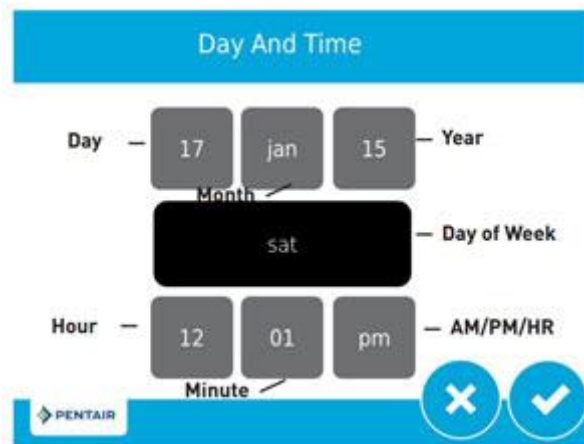 Day And Time
Day 17 jan 15 Year
Month
sat Day of Week
Hour 12 01 pm AM/PM/HR
Minute
PENTAIR